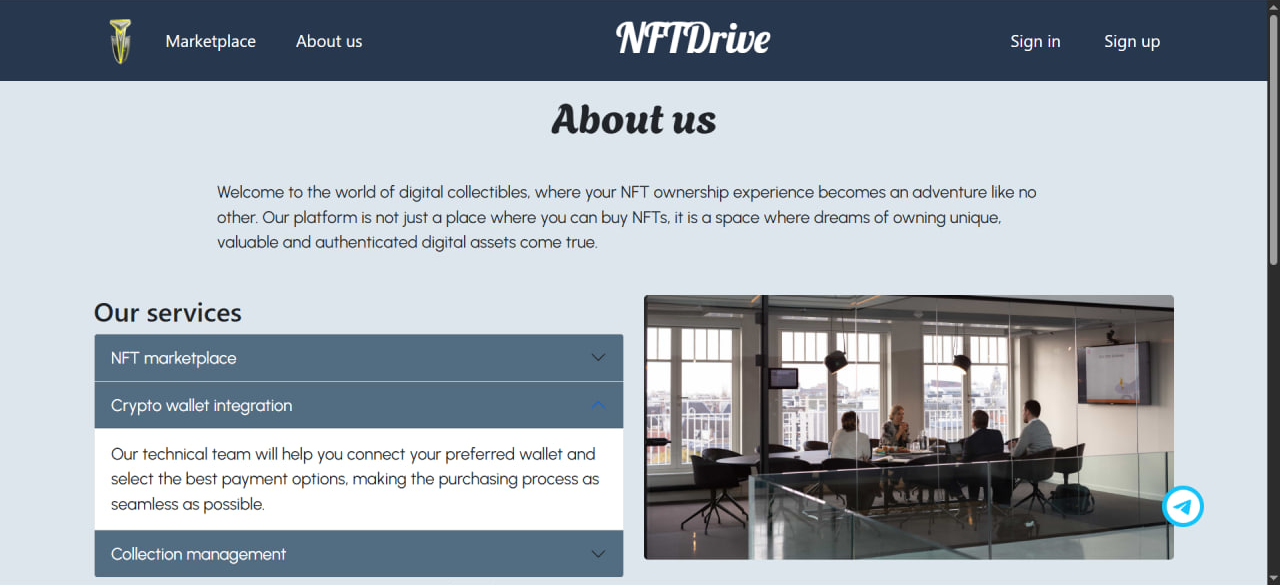 Marketplace
About us
NFTDrive
Sign in
Sign up
About us
Welcome to the world of digital collectibles, where your NFT ownership experience becomes an adventure like no
other. Our platform is not just a place where you can buy NFTs, it is a space where dreams of owning unique,
valuable and authenticated digital assets come true.
Our services
NFT marketplace
Crypto wallet integration
Our technical team will help you connect your preferred wallet and
select the best payment options, making the purchasing process as
seamless as possible.
Collection management